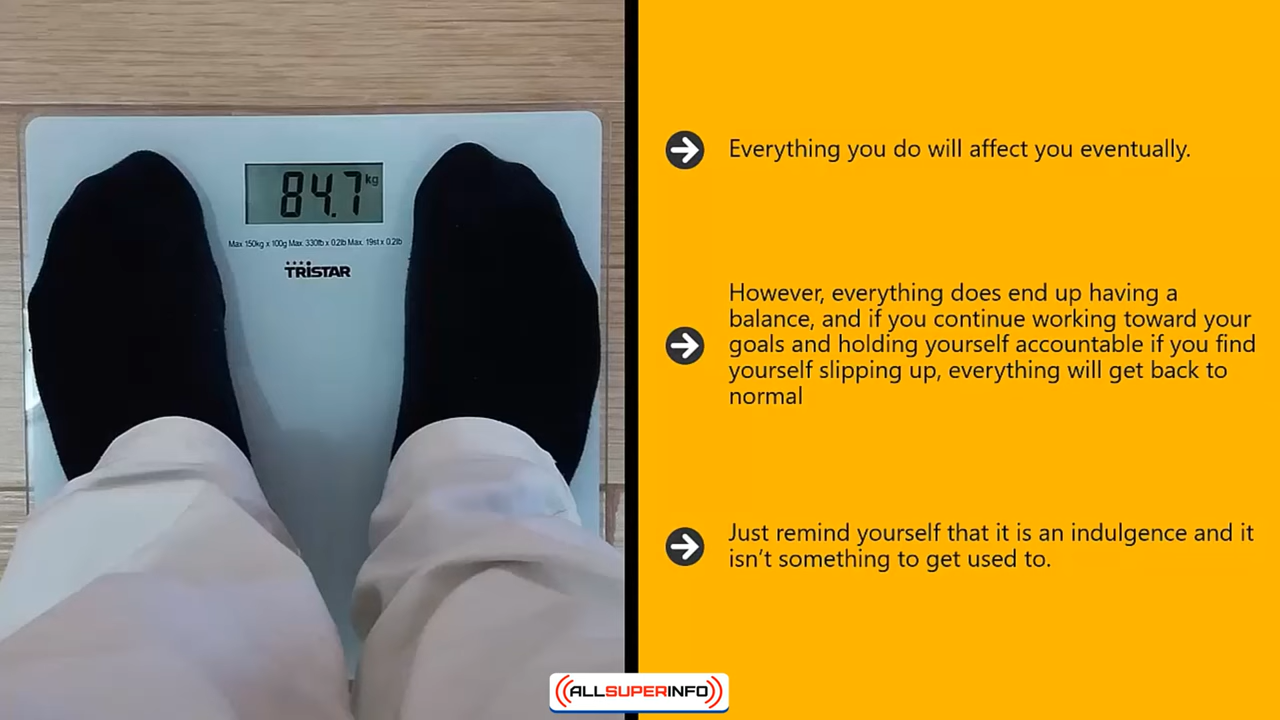 84.7 kg
Max 150kg x 100g Max. 330lb x 0.2lb Max. 19st x 0.2lb
TRISTAR
Everything you do will affect you eventually.
However, everything does end up having a
balance, and if you continue working toward your
goals and holding yourself accountable if you find
yourself slipping up, everything will get back to
normal
Just remind yourself that it is an indulgence and it
isn’t something to get used to.
ALLSUPERINFO